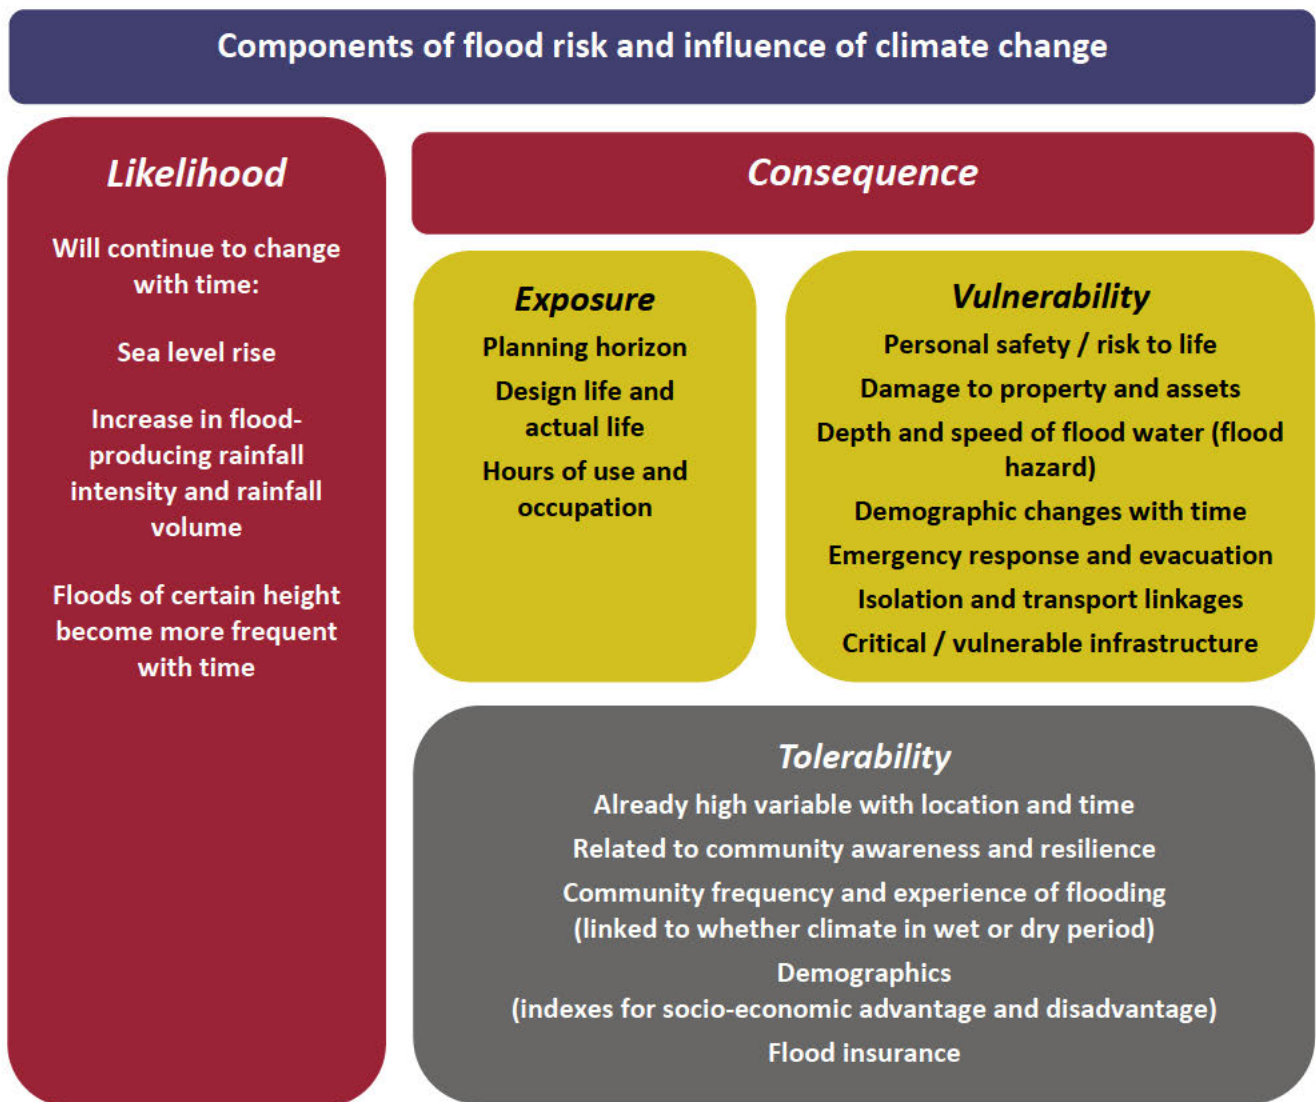 Components of flood risk and influence of climate change
Likelihood
Will continue to change
with time:
Sea level rise
Increase in flood-
producing rainfall
intensity and rainfall
volume
Floods of certain height
become more frequent
with time
Consequence
Exposure
Planning horizon
Design life and
actual life
Hours of use and
occupation
Vulnerability
Personal safety / risk to life
Damage to property and assets
Depth and speed of flood water (flood
hazard)
Demographic changes with time
Emergency response and evacuation
Isolation and transport linkages
Critical / vulnerable infrastructure
Tolerability
Already high variable with location and time
Related to community awareness and resilience
Community frequency and experience of flooding
(linked to whether climate in wet or dry period)
Demographics
(indexes for socio-economic advantage and disadvantage)
Flood insurance